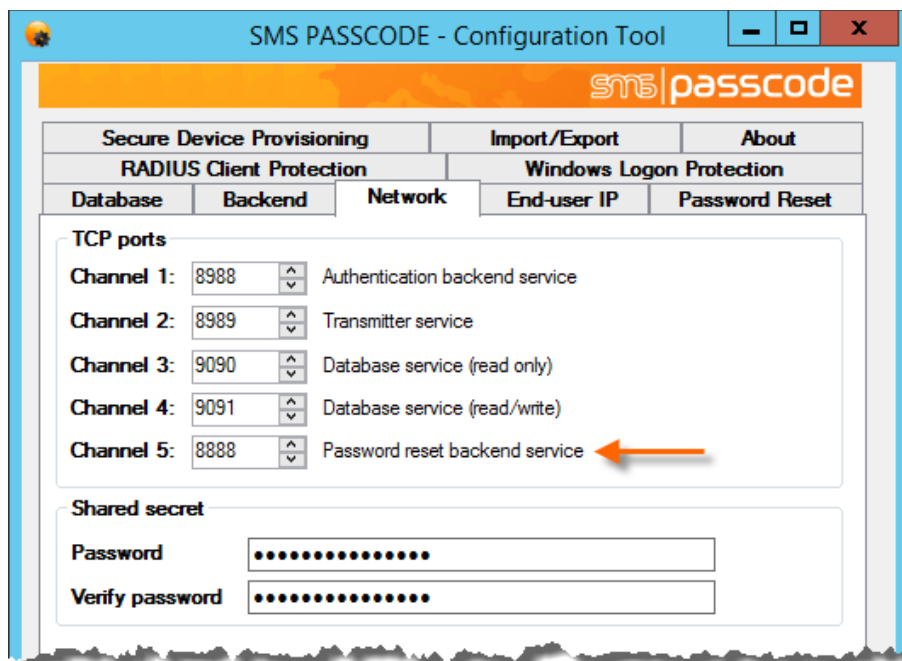 SMS PASSCODE - Configuration Tool
sms|passcode
Secure Device Provisioning Import/Export About
RADIUS Client Protection Windows Logon Protection
Database Backend Network End-user IP Password Reset
TCP ports
Channel 1: 8988 Authentication backend service
Channel 2: 8989 Transmitter service
Channel 3: 9090 Database service (read only)
Channel 4: 9091 Database service (read/write)
Channel 5: 8888 Password reset backend service
Shared secret
Password ●●●●●●●●●●●●●●●
Verify password ●●●●●●●●●●●●●●●